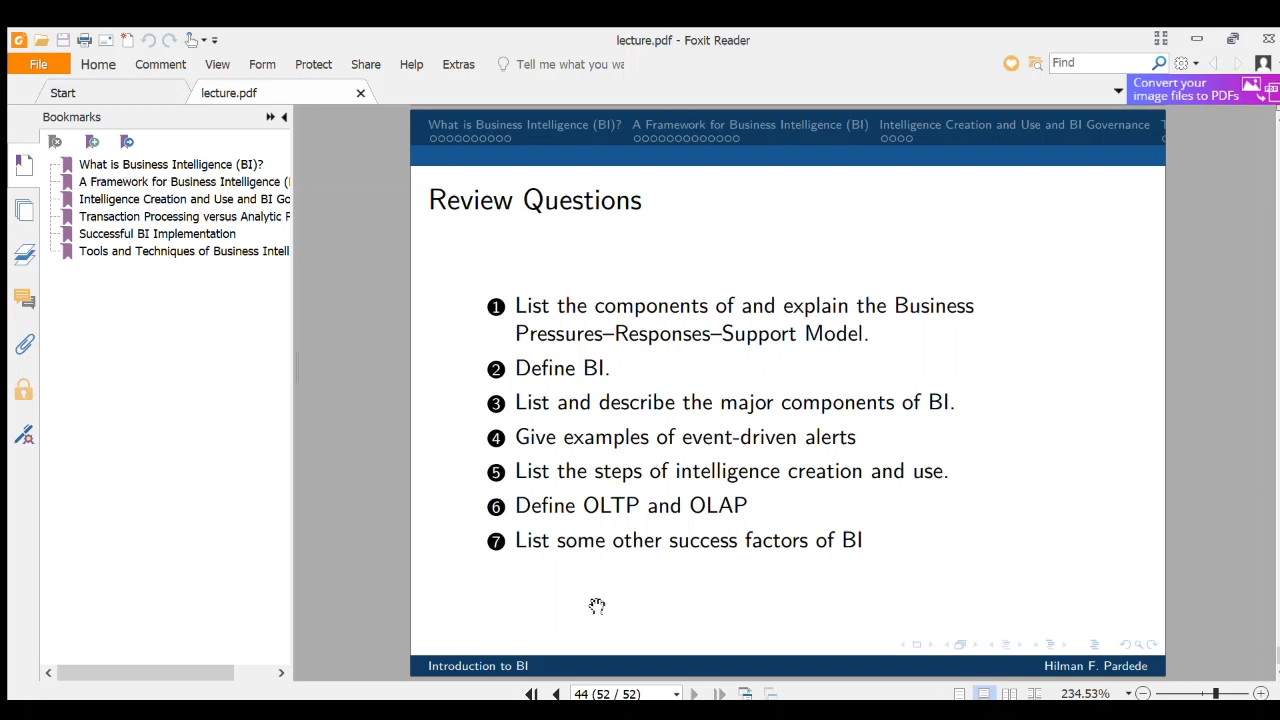 lecture.pdf - Foxit Reader
File Home Comment View Form Protect Share Help Extras Tell me what you wa Find
Start lecture.pdf
Convert your
image files to PDFs
Bookmarks
What is Business Intelligence (BI)?
A Framework for Business Intelligence (
Intelligence Creation and Use and BI Go
Transaction Processing versus Analytic P
Successful BI Implementation
Tools and Techniques of Business Intell
What is Business Intelligence (BI)? A Framework for Business Intelligence (BI) Intelligence Creation and Use and BI Governance T
Review Questions
1 List the components of and explain the Business
Pressures–Responses–Support Model.
2 Define BI.
3 List and describe the major components of BI.
4 Give examples of event-driven alerts
5 List the steps of intelligence creation and use.
6 Define OLTP and OLAP
7 List some other success factors of BI
Introduction to BI Hilman F. Pardede
44 (52 / 52) 234.53%